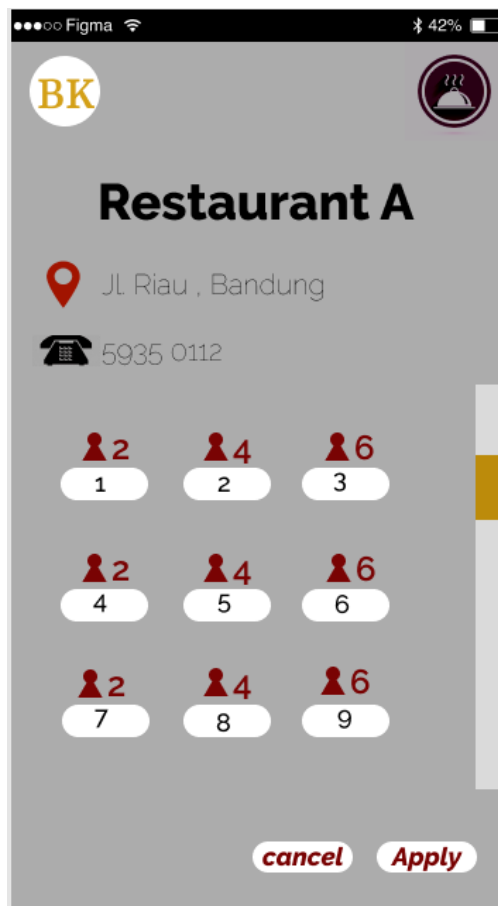 Figma 42%
BK
Restaurant A
Jl. Riau , Bandung
5935 0112
2 4 6
1 2 3
2 4 6
4 5 6
2 4 6
7 8 9
cancel Apply